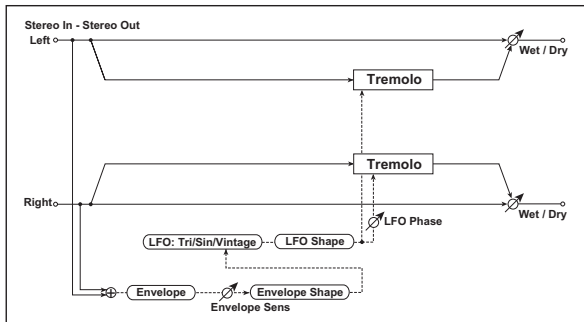 Stereo In - Stereo Out
Left
Wet / Dry
Tremolo
Tremolo
Right
Wet / Dry
LFO Phase
LFO: Tri/Sin/Vintage
LFO Shape
Envelope
Envelope Sens
Envelope Shape